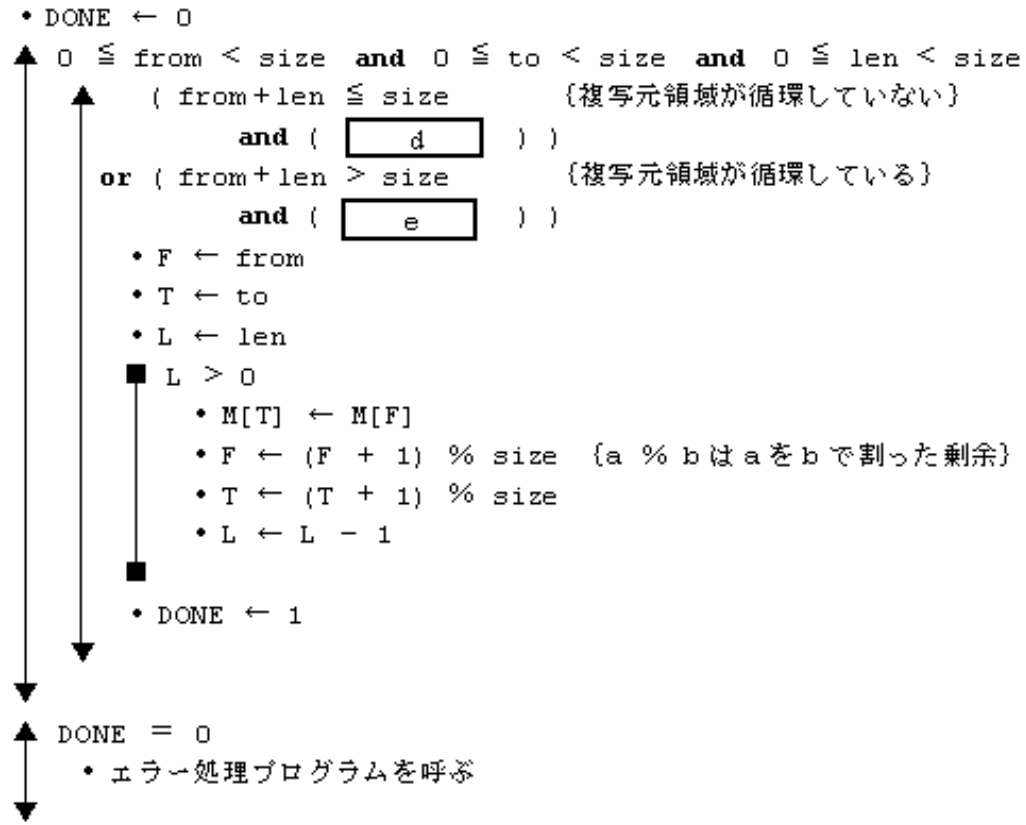 ・DONE ← 0
0 ≦ from < size and 0 ≦ to < size and 0 ≦ len < size
( from+len ≦ size {複写元領域が循環していない}
and ( d ) )
or ( from+len > size {複写元領域が循環している}
and ( e ) )
・F ← from
・T ← to
・L ← len
L > 0
・M[T] ← M[F]
・F ← (F + 1) % size {a % bはaをbで割った剰余}
・T ← (T + 1) % size
・L ← L - 1
・DONE ← 1
DONE = 0
・エラー処理プログラムを呼ぶ